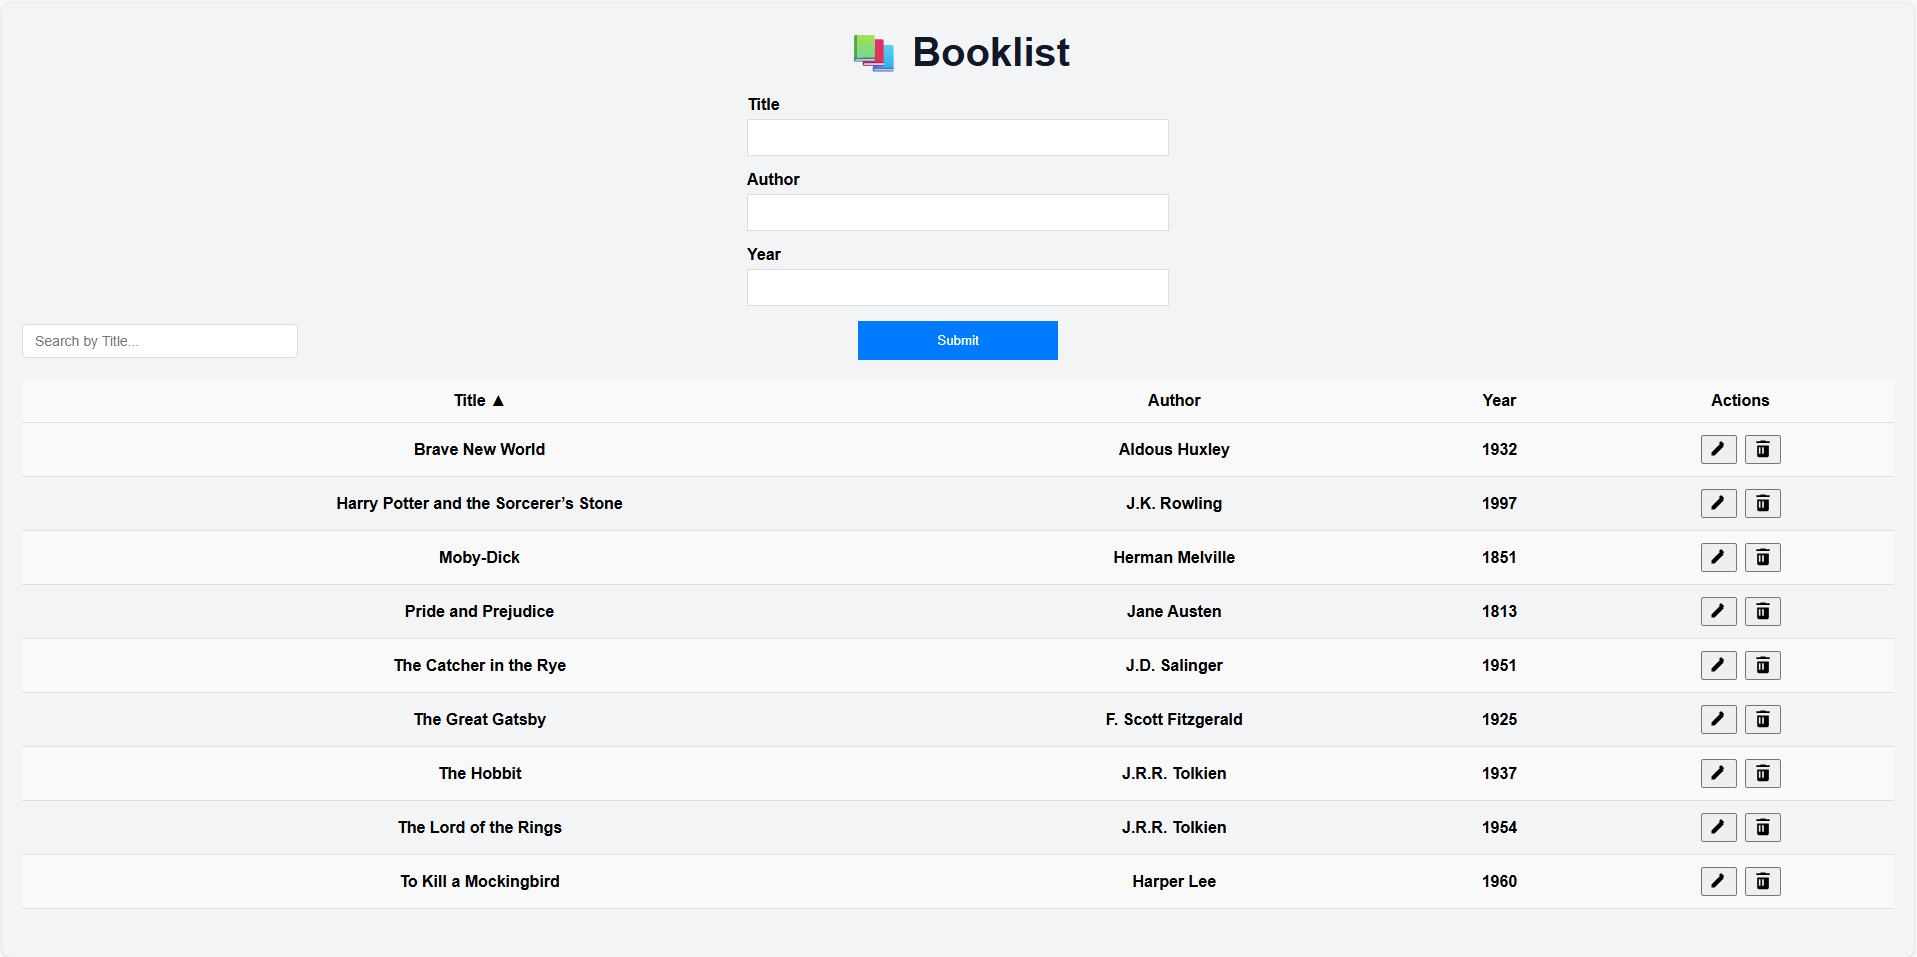 Booklist
Title
Author
Year
Search by Title...
Submit
Title ▲ Author Year Actions
Brave New World Aldous Huxley 1932
Harry Potter and the Sorcerer’s Stone J.K. Rowling 1997
Moby-Dick Herman Melville 1851
Pride and Prejudice Jane Austen 1813
The Catcher in the Rye J.D. Salinger 1951
The Great Gatsby F. Scott Fitzgerald 1925
The Hobbit J.R.R. Tolkien 1937
The Lord of the Rings J.R.R. Tolkien 1954
To Kill a Mockingbird Harper Lee 1960